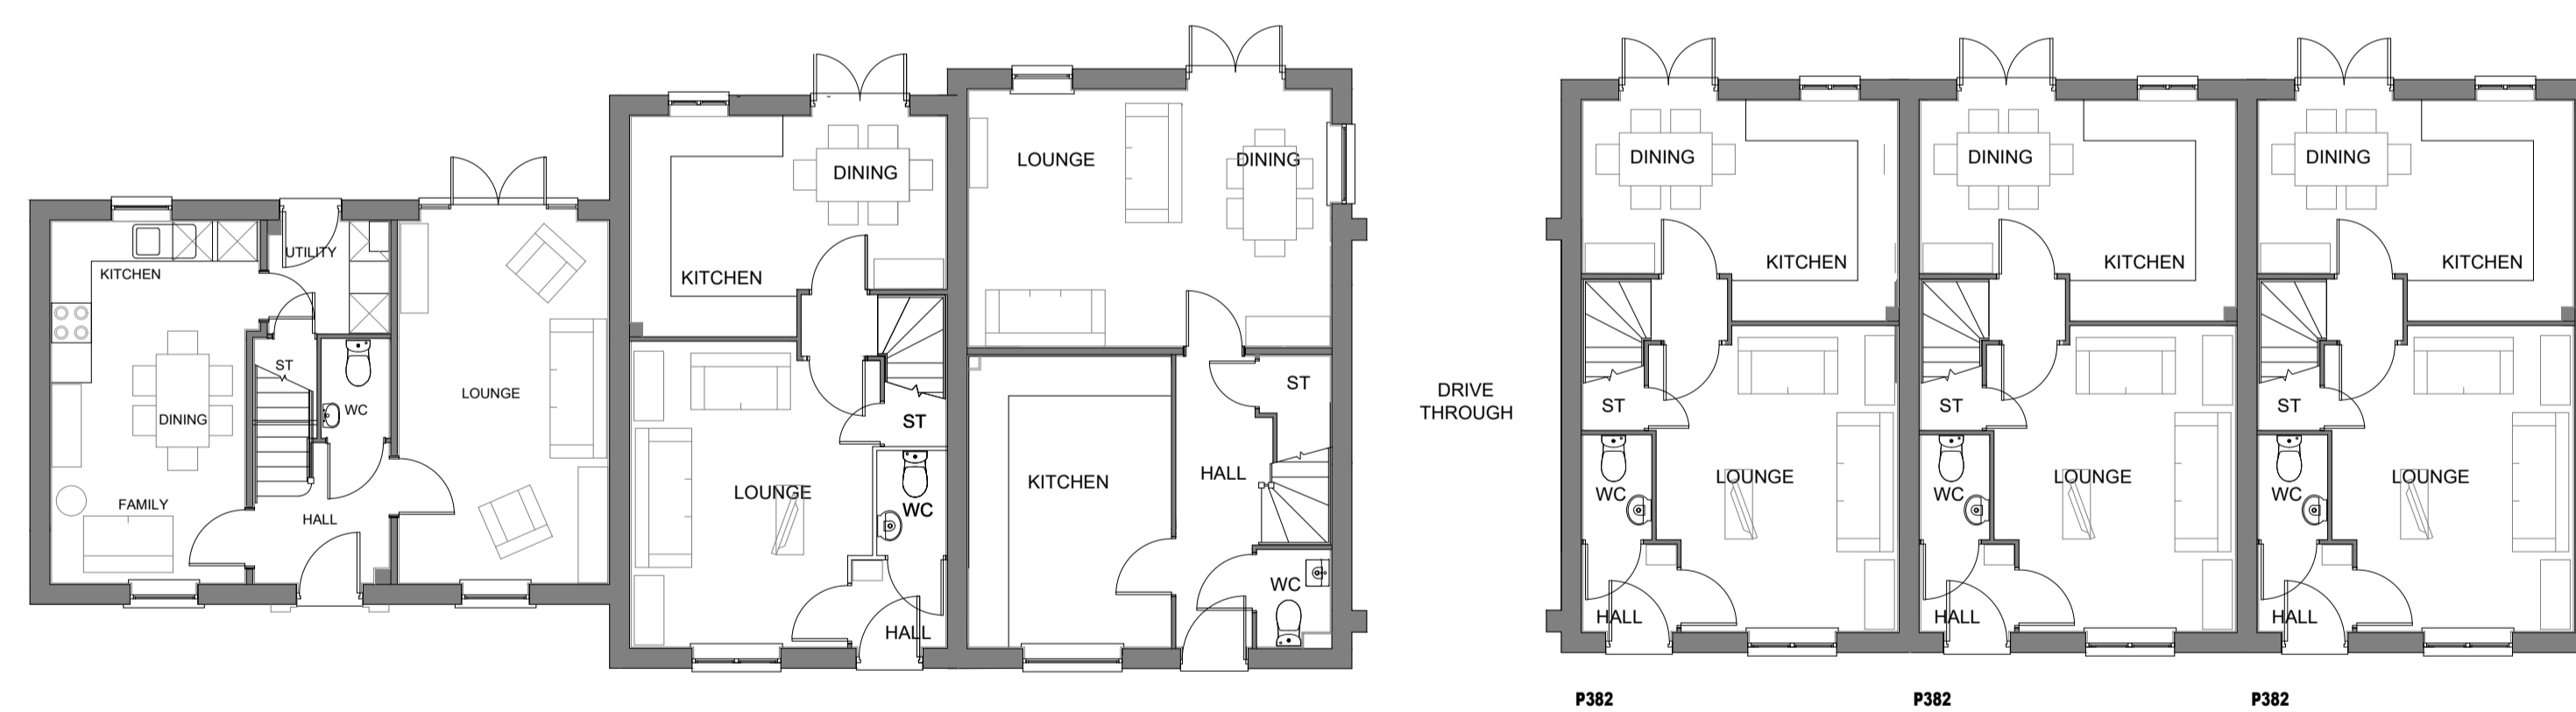 KITCHEN
UTILITY
ST
WC
DINING
LOUNGE
FAMILY
HALL
DINING
KITCHEN
ST
LOUNGE
WC
HALL
LOUNGE
DINING
ST
KITCHEN
HALL
WC
DRIVE
THROUGH
DINING
KITCHEN
ST
LOUNGE
WC
HALL
P382
DINING
KITCHEN
ST
LOUNGE
WC
HALL
P382
DINING
KITCHEN
ST
LOUNGE
WC
HALL
P382